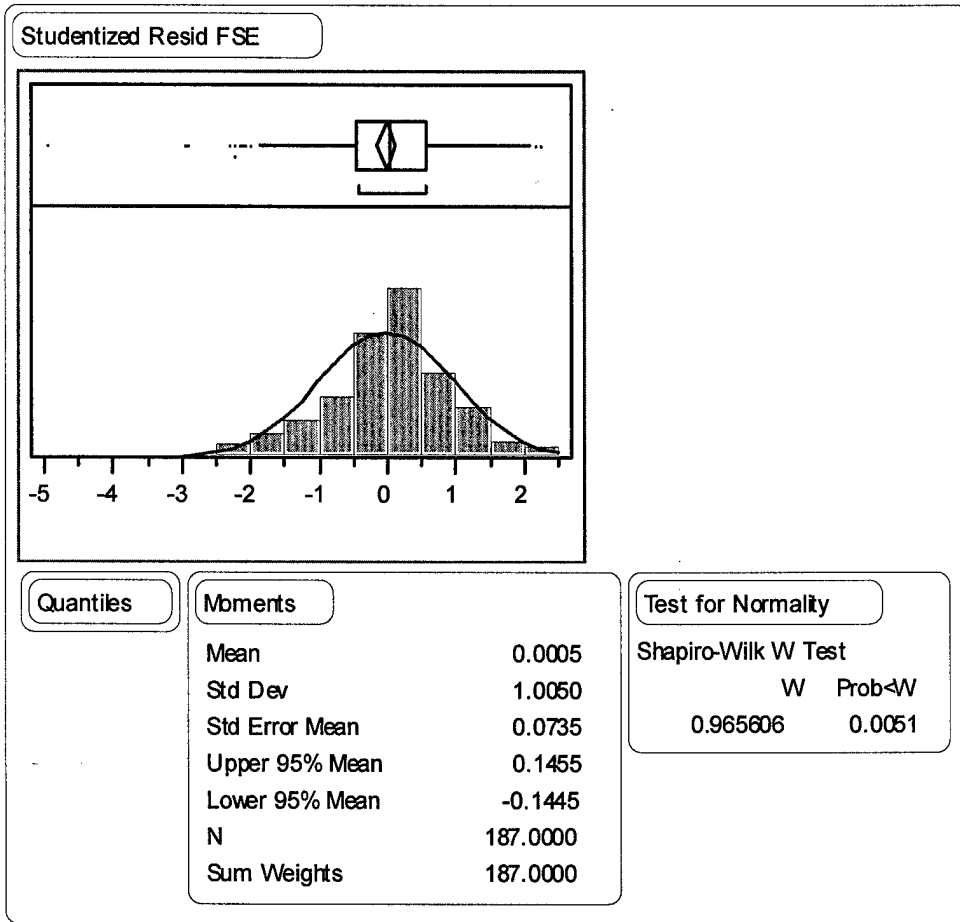 Studentized Resid FSE
-5 -4 -3 -2 -1 0 1 2
Quantiles
Moments
Mean 0.0005
Std Dev 1.0050
Std Error Mean 0.0735
Upper 95% Mean 0.1455
Lower 95% Mean -0.1445
N 187.0000
Sum Weights 187.0000
Test for Normality
Shapiro-Wilk W Test
W Prob<W
0.965606 0.0051